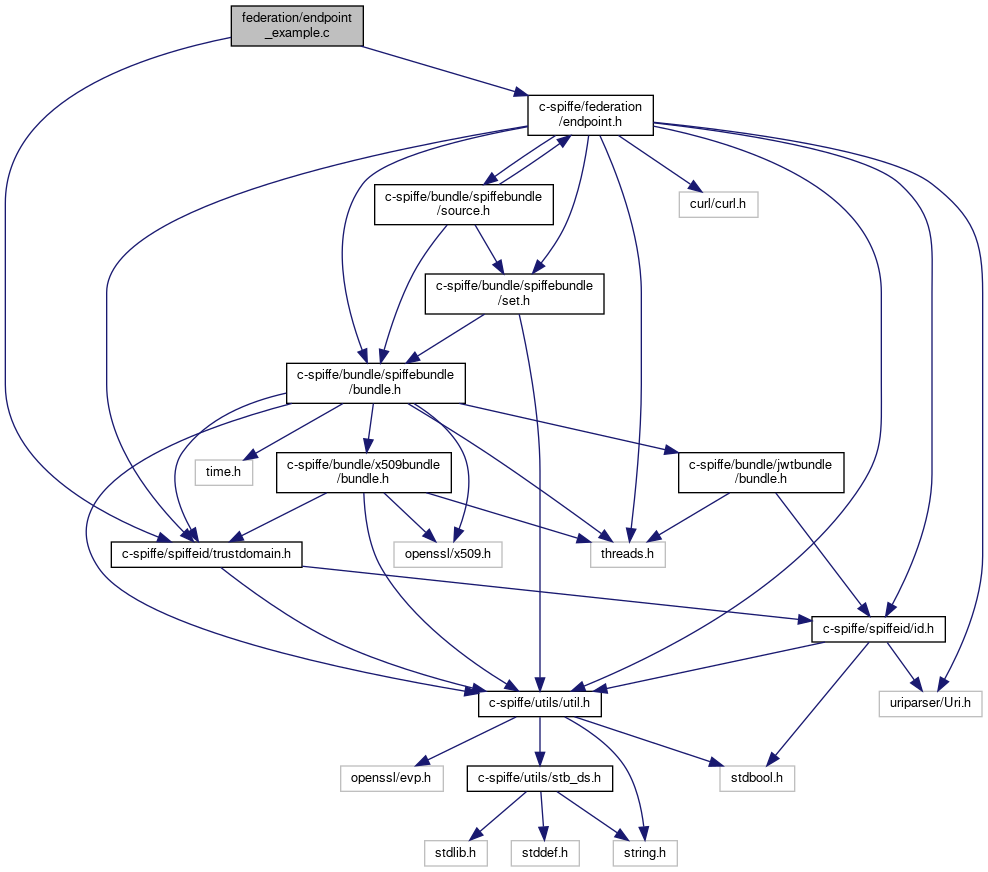 federation/endpoint
_example.c
c-spiffe/federation
/endpoint.h
c-spiffe/bundle/spiffebundle
/source.h
curl/curl.h
c-spiffe/bundle/spiffebundle
/set.h
c-spiffe/bundle/spiffebundle
/bundle.h
time.h
c-spiffe/bundle/x509bundle
/bundle.h
c-spiffe/bundle/jwtbundle
/bundle.h
c-spiffe/spiffeid/trustdomain.h
openssl/x509.h
threads.h
c-spiffe/spiffeid/id.h
c-spiffe/utils/util.h
uriparser/Uri.h
openssl/evp.h
c-spiffe/utils/stb_ds.h
stdbool.h
stdlib.h
stddef.h
string.h